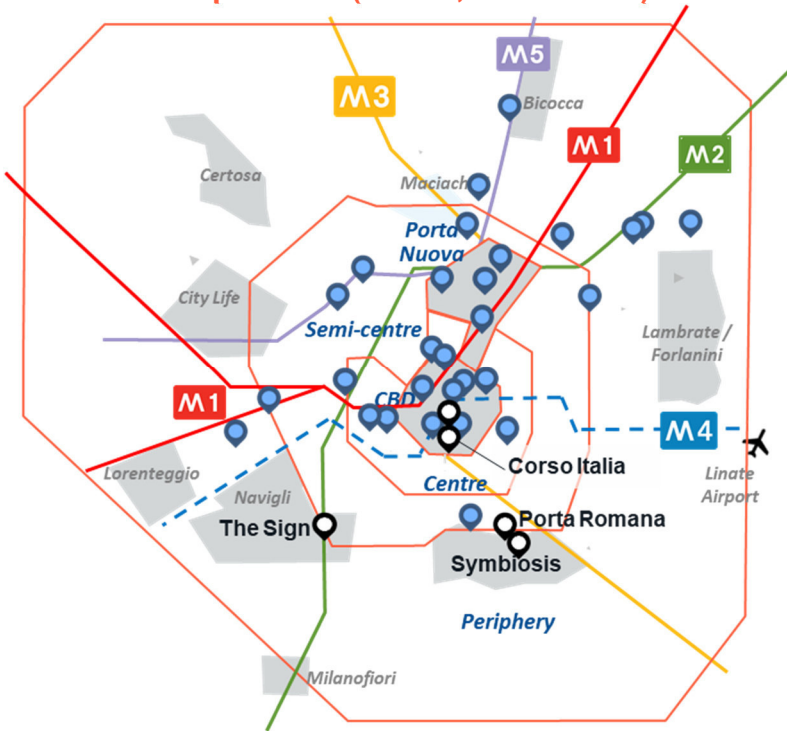 M5
M3
Bicocca
M1
M2
Certosa
Maciach
Porta
Nuova
City Life
Semi-centre
Lambrate /
Forlanini
CBD
M1
M4
Corso Italia
Lorenteggio
Centre
Linate
Airport
Navigli
The Sign
Porta Romana
Symbiosis
Periphery
Milanofiori